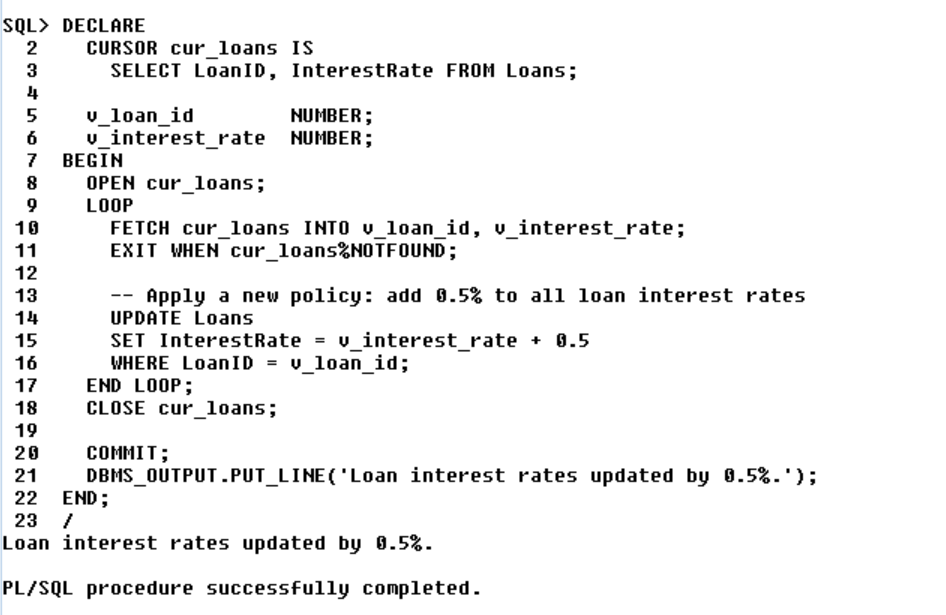 SQL> DECLARE
  2    CURSOR cur_loans IS
  3      SELECT LoanID, InterestRate FROM Loans;
  4
  5    v_loan_id        NUMBER;
  6    v_interest_rate  NUMBER;
  7  BEGIN
  8    OPEN cur_loans;
  9    LOOP
 10      FETCH cur_loans INTO v_loan_id, v_interest_rate;
 11      EXIT WHEN cur_loans%NOTFOUND;
 12
 13      -- Apply a new policy: add 0.5% to all loan interest rates
 14      UPDATE Loans
 15      SET InterestRate = v_interest_rate + 0.5
 16      WHERE LoanID = v_loan_id;
 17    END LOOP;
 18    CLOSE cur_loans;
 19
 20    COMMIT;
 21    DBMS_OUTPUT.PUT_LINE('Loan interest rates updated by 0.5%.');
 22  END;
 23  /
Loan interest rates updated by 0.5%.
PL/SQL procedure successfully completed.